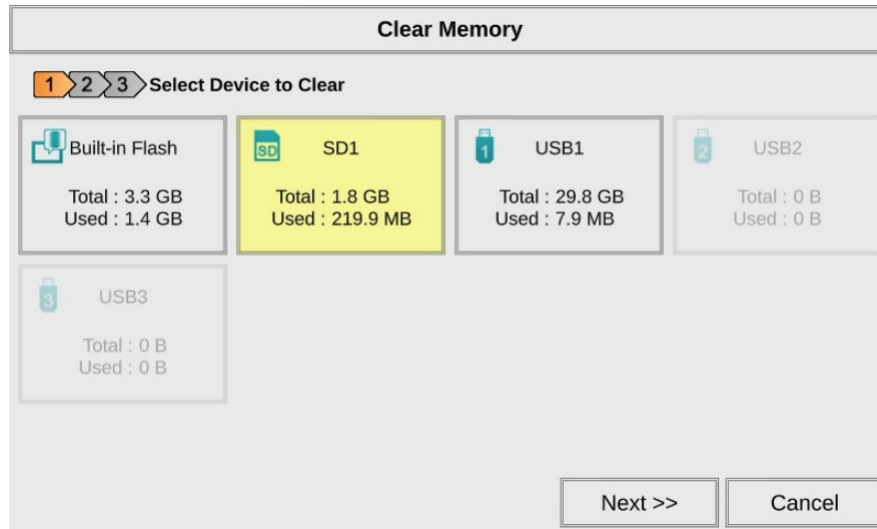 Clear Memory
1 2 3 Select Device to Clear
Built-in Flash
Total : 3.3 GB
Used : 1.4 GB
SD SD1
Total : 1.8 GB
Used : 219.9 MB
1 USB1
Total : 29.8 GB
Used : 7.9 MB
2 USB2
Total : 0 B
Used : 0 B
3 USB3
Total : 0 B
Used : 0 B
Next >>
Cancel